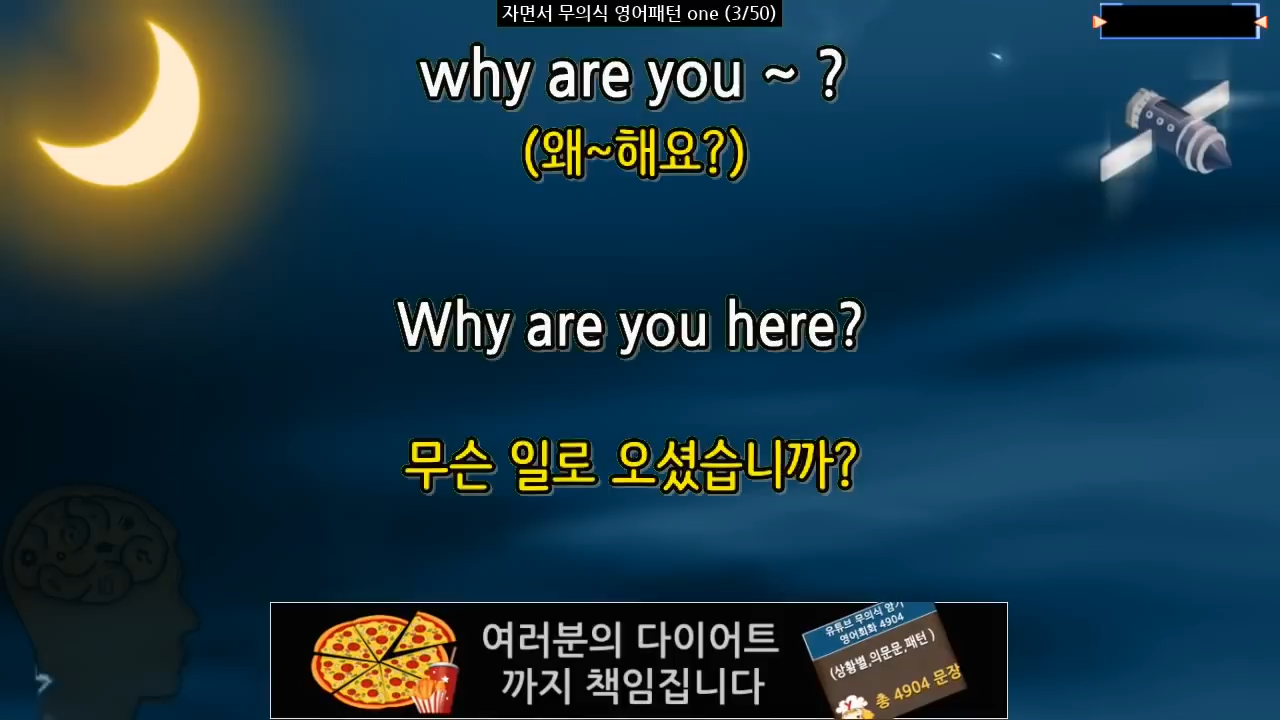 자면서 무의식 영어패턴 one (3/50)
why are you ~ ?
(왜~해요?)
Why are you here?
무슨 일로 오셨습니까?
여러분의 다이어트
까지 책임집니다
유튜브 무의식 암기
영어회화 4904
(상황별,의문문,패턴 )
총 4904 문장